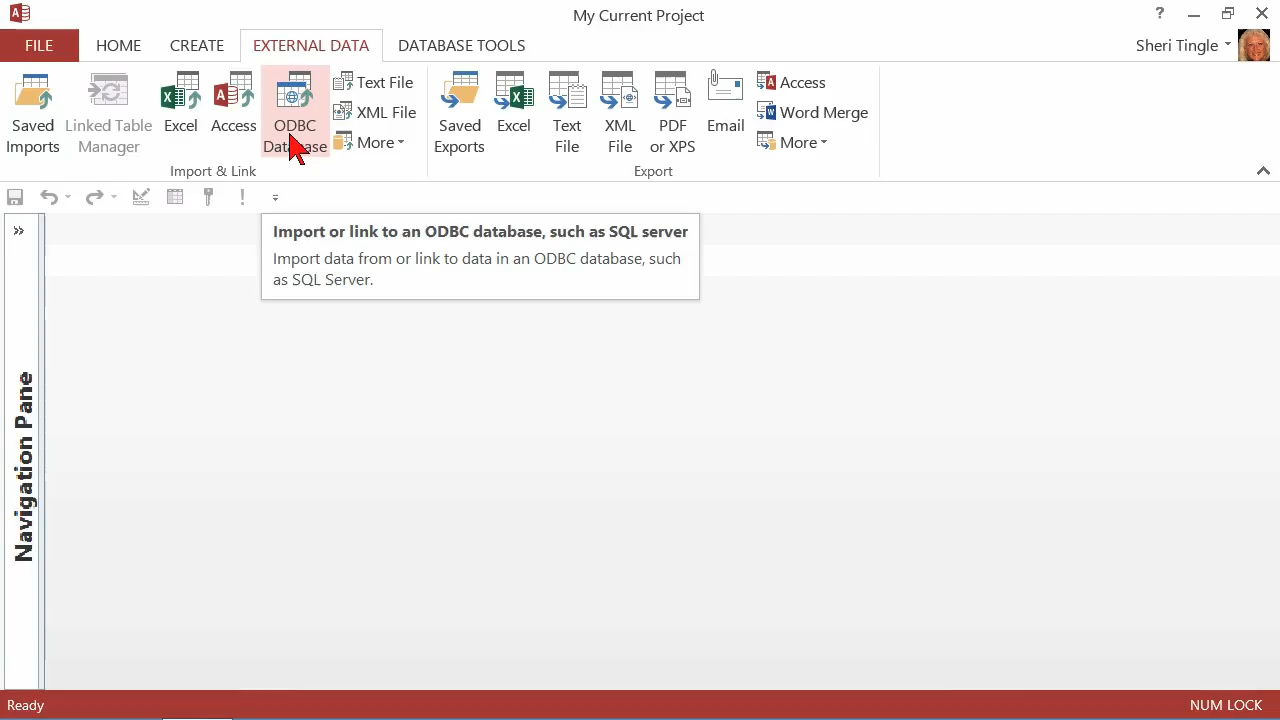 My Current Project
?
FILE
HOME
CREATE
EXTERNAL DATA
DATABASE TOOLS
Sheri Tingle
Saved
Imports
Linked Table
Manager
Excel
Access
ODBC
Database
Text File
XML File
More
Import & Link
Saved
Exports
Excel
Text
File
XML
File
PDF
or XPS
Email
Access
Word Merge
More
Export
Import or link to an ODBC database, such as SQL server
Import data from or link to data in an ODBC database, such
as SQL Server.
Navigation Pane
Ready
NUM LOCK